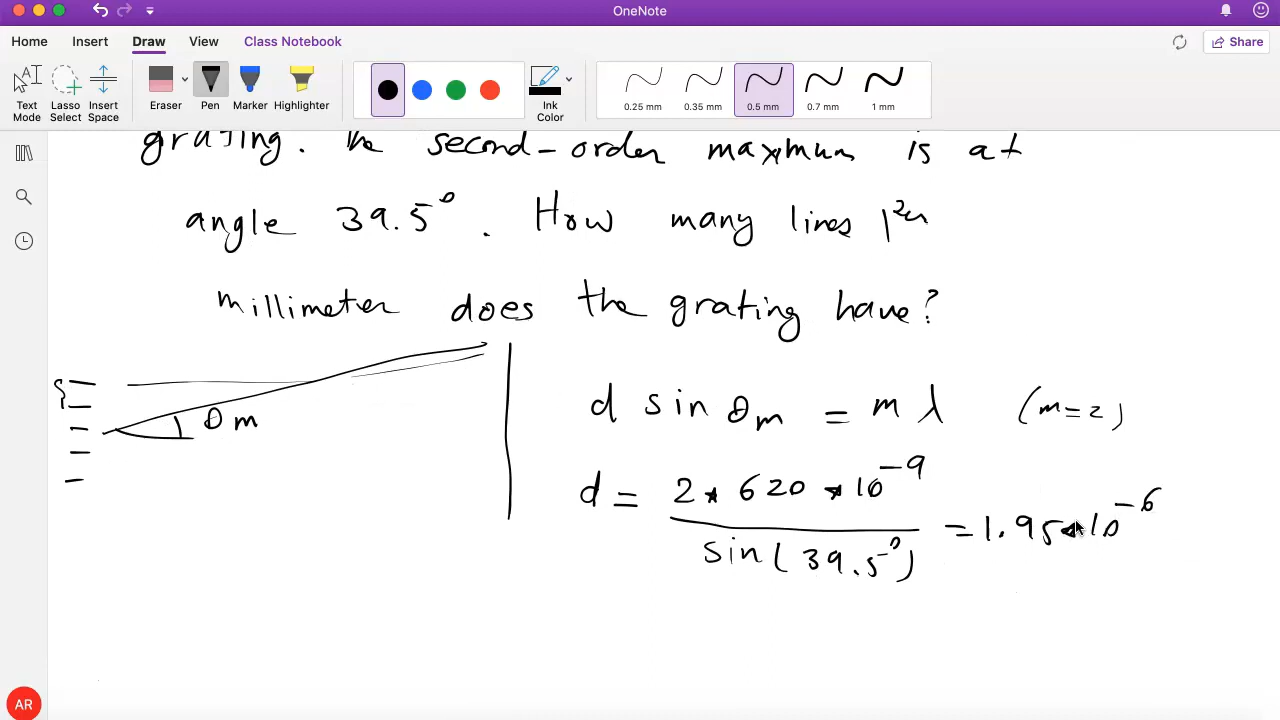 OneNote
Home Insert Draw View Class Notebook Share
Text Mode Lasso Select Insert Space Eraser Pen Marker Highlighter Ink Color 0.25 mm 0.35 mm 0.5 mm 0.7 mm 1 mm
grating. The second-order maximum is at
angle 39.5°. How many lines per
millimeter does the grating have?
θm
d sin θm = m λ (m=2)
d = 2 * 620 * 10^-9 / sin(39.5°) = 1.95*10^-6
AR